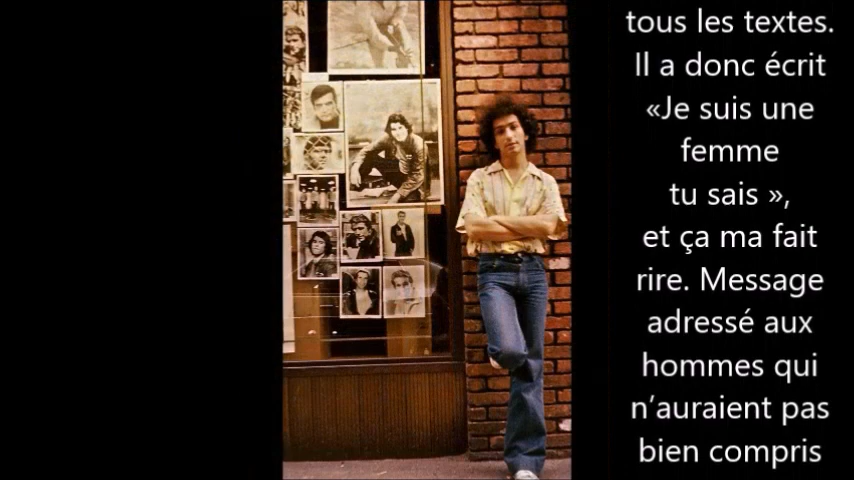 tous les textes.
Il a donc écrit
«Je suis une
femme
tu sais »,
et ça ma fait
rire. Message
adressé aux
hommes qui
n’auraient pas
bien compris